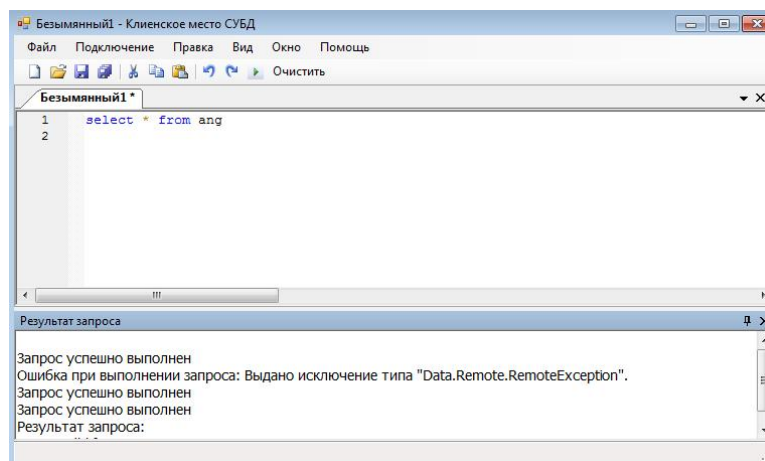 Безымянный1 - Клиенское место СУБД
Файл Подключение Правка Вид Окно Помощь
Очистить
Безымянный1 *
1 select * from ang
2
Результат запроса
Запрос успешно выполнен
Ошибка при выполнении запроса: Выдано исключение типа "Data.Remote.RemoteException".
Запрос успешно выполнен
Запрос успешно выполнен
Результат запроса: